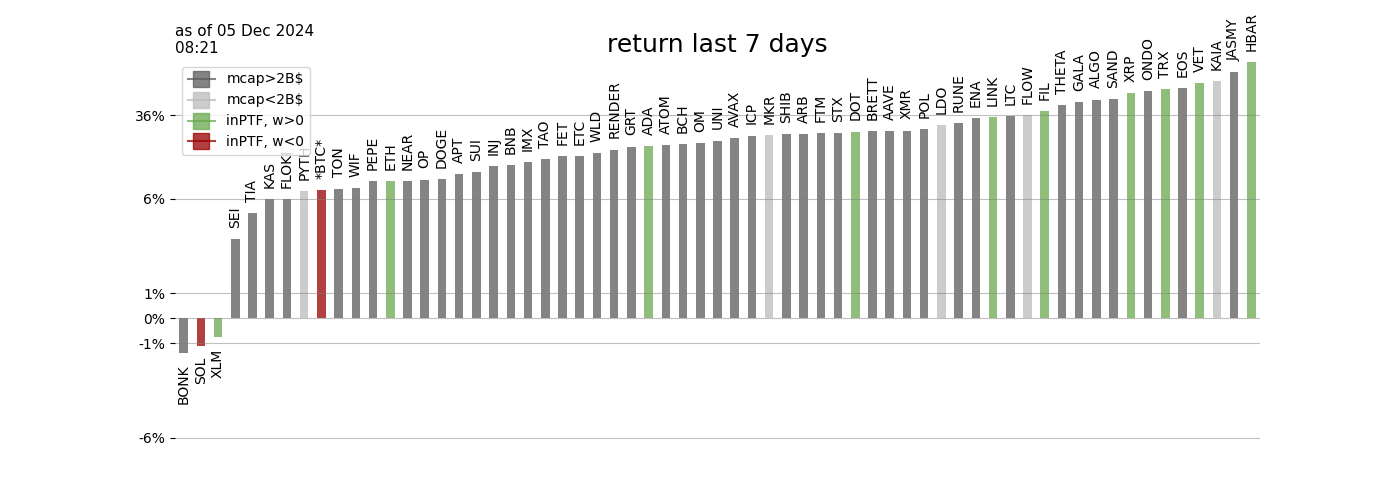 as of 05 Dec 2024
08:21
return last 7 days
mcap>2B$
mcap<2B$
inPTF, w>0
inPTF, w<0
36%
6%
1%
0%
-1%
-6%
BONK
SOL
XLM
SEI
TIA
KAS
FLOKI
PYTH
*BTC*
TON
WIF
PEPE
ETH
NEAR
OP
DOGE
APT
SUI
INJ
BNB
IMX
TAO
FET
ETC
WLD
RENDER
GRT
ADA
ATOM
BCH
OM
UNI
AVAX
ICP
MKR
SHIB
ARB
FTM
STX
DOT
BRETT
AAVE
XMR
POL
LDO
RUNE
ENA
LINK
LTC
FLOW
FIL
THETA
GALA
ALGO
SAND
XRP
ONDO
TRX
EOS
VET
KAIA
JASMY
HBAR